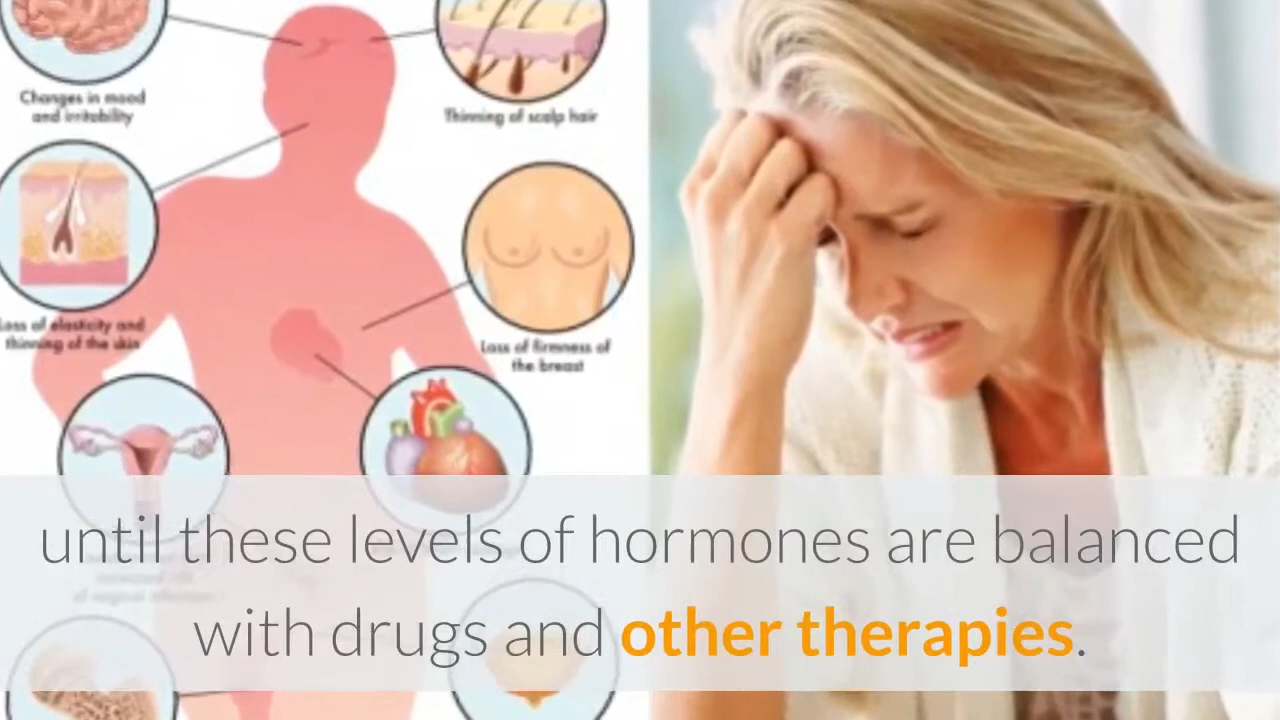 Changes in mood
and irritability
Thinning of scalp hair
Loss of elasticity and
thinning of the skin
Loss of firmness of
the breast
until these levels of hormones are balanced
with drugs and other therapies.